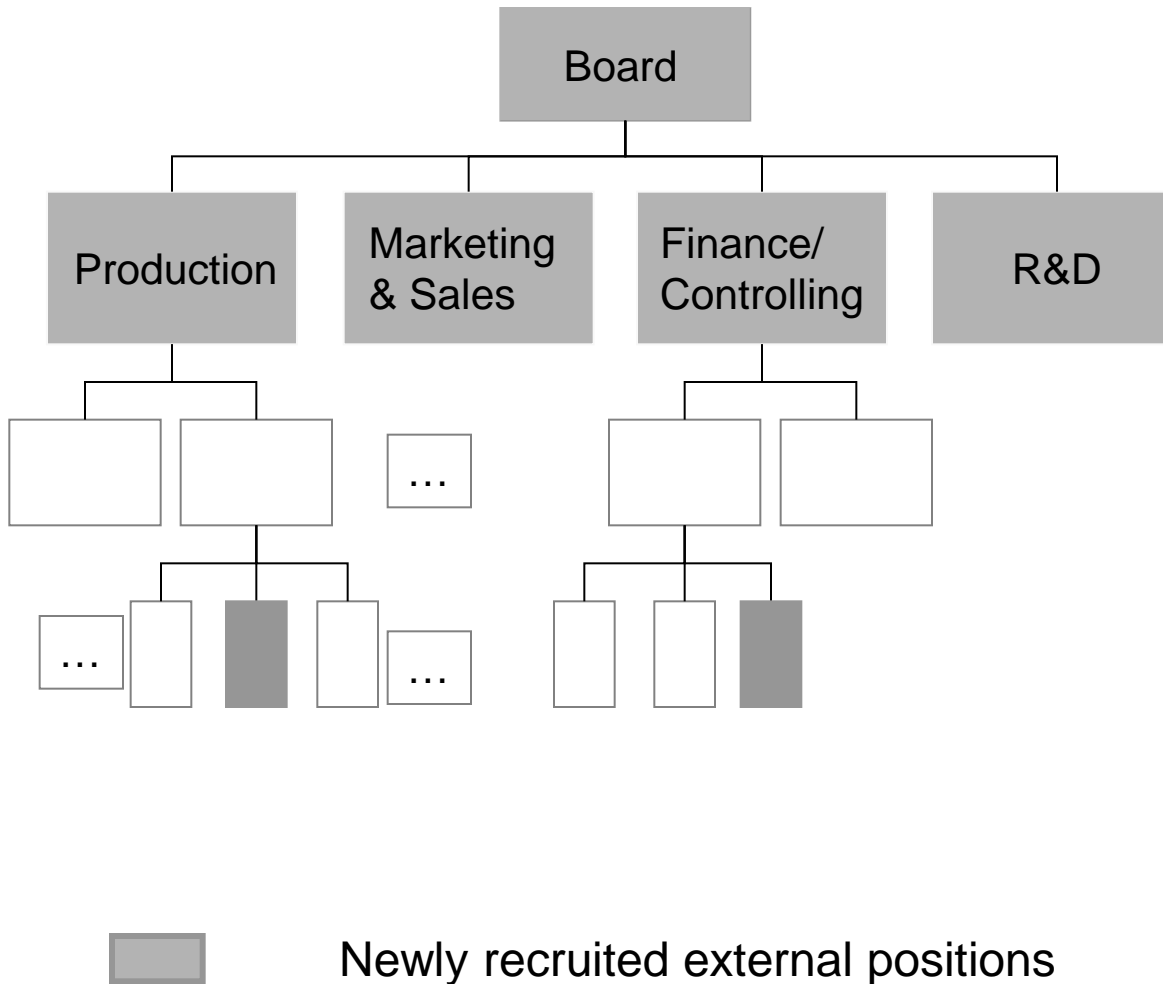 Board
Production
Marketing
& Sales
Finance/
Controlling
R&D
...
...
...
Newly recruited external positions